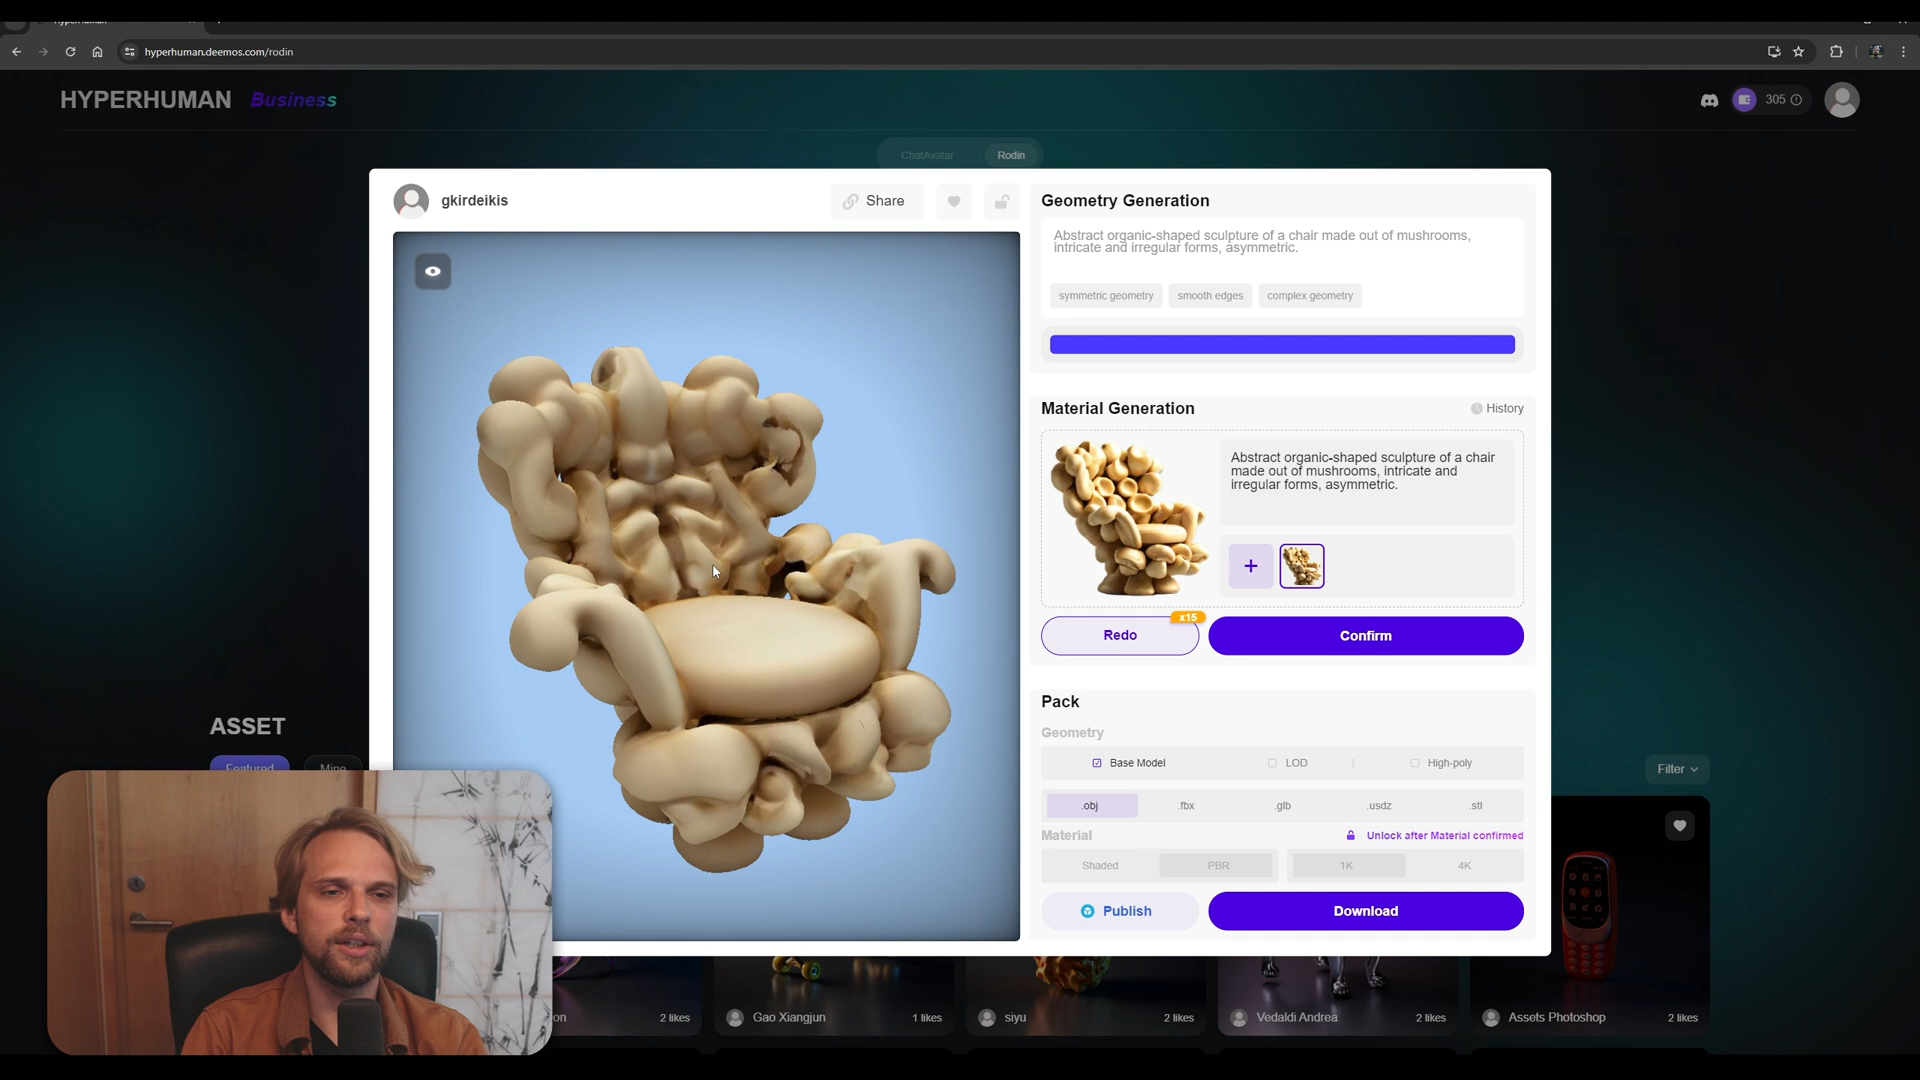 hyperhuman.deemos.com/rodin
HYPERHUMAN Business
305
ChatAvatar Rodin
gkirdeikis
Share
Geometry Generation
Abstract organic-shaped sculpture of a chair made out of mushrooms,
intricate and irregular forms, asymmetric.
symmetric geometry smooth edges complex geometry
Material Generation
History
Abstract organic-shaped sculpture of a chair
made out of mushrooms, intricate and
irregular forms, asymmetric.
x15
Redo Confirm
Pack
Geometry
Base Model LOD High-poly
.obj .fbx .glb .usdz .stl
Material Unlock after Material confirmed
Shaded PBR 1K 4K
Publish Download
ASSET
Featured Mine
Filter
on 2 likes
Gao Xiangjun 1 likes
siyu 2 likes
Vedaldi Andrea 2 likes
Assets Photoshop 2 likes